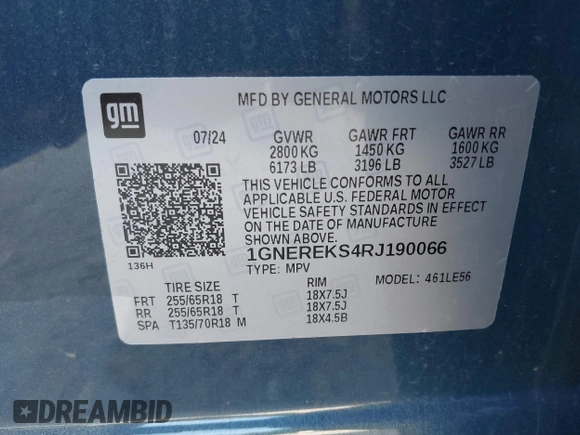 gm
MFD BY GENERAL MOTORS LLC
07/24 GVWR GAWR FRT GAWR RR
2800 KG 1450 KG 1600 KG
6173 LB 3196 LB 3527 LB
THIS VEHICLE CONFORMS TO ALL
APPLICABLE U.S. FEDERAL MOTOR
VEHICLE SAFETY STANDARDS IN EFFECT
ON THE DATE OF MANUFACTURE
SHOWN ABOVE.
136H
1GNEREKS4RJ190066
TYPE: MPV MODEL: 461LE56
TIRE SIZE RIM
FRT 255/65R18 T 18X7.5J
RR 255/65R18 T 18X7.5J
SPA T135/70R18 M 18X4.5B
DREAMBID